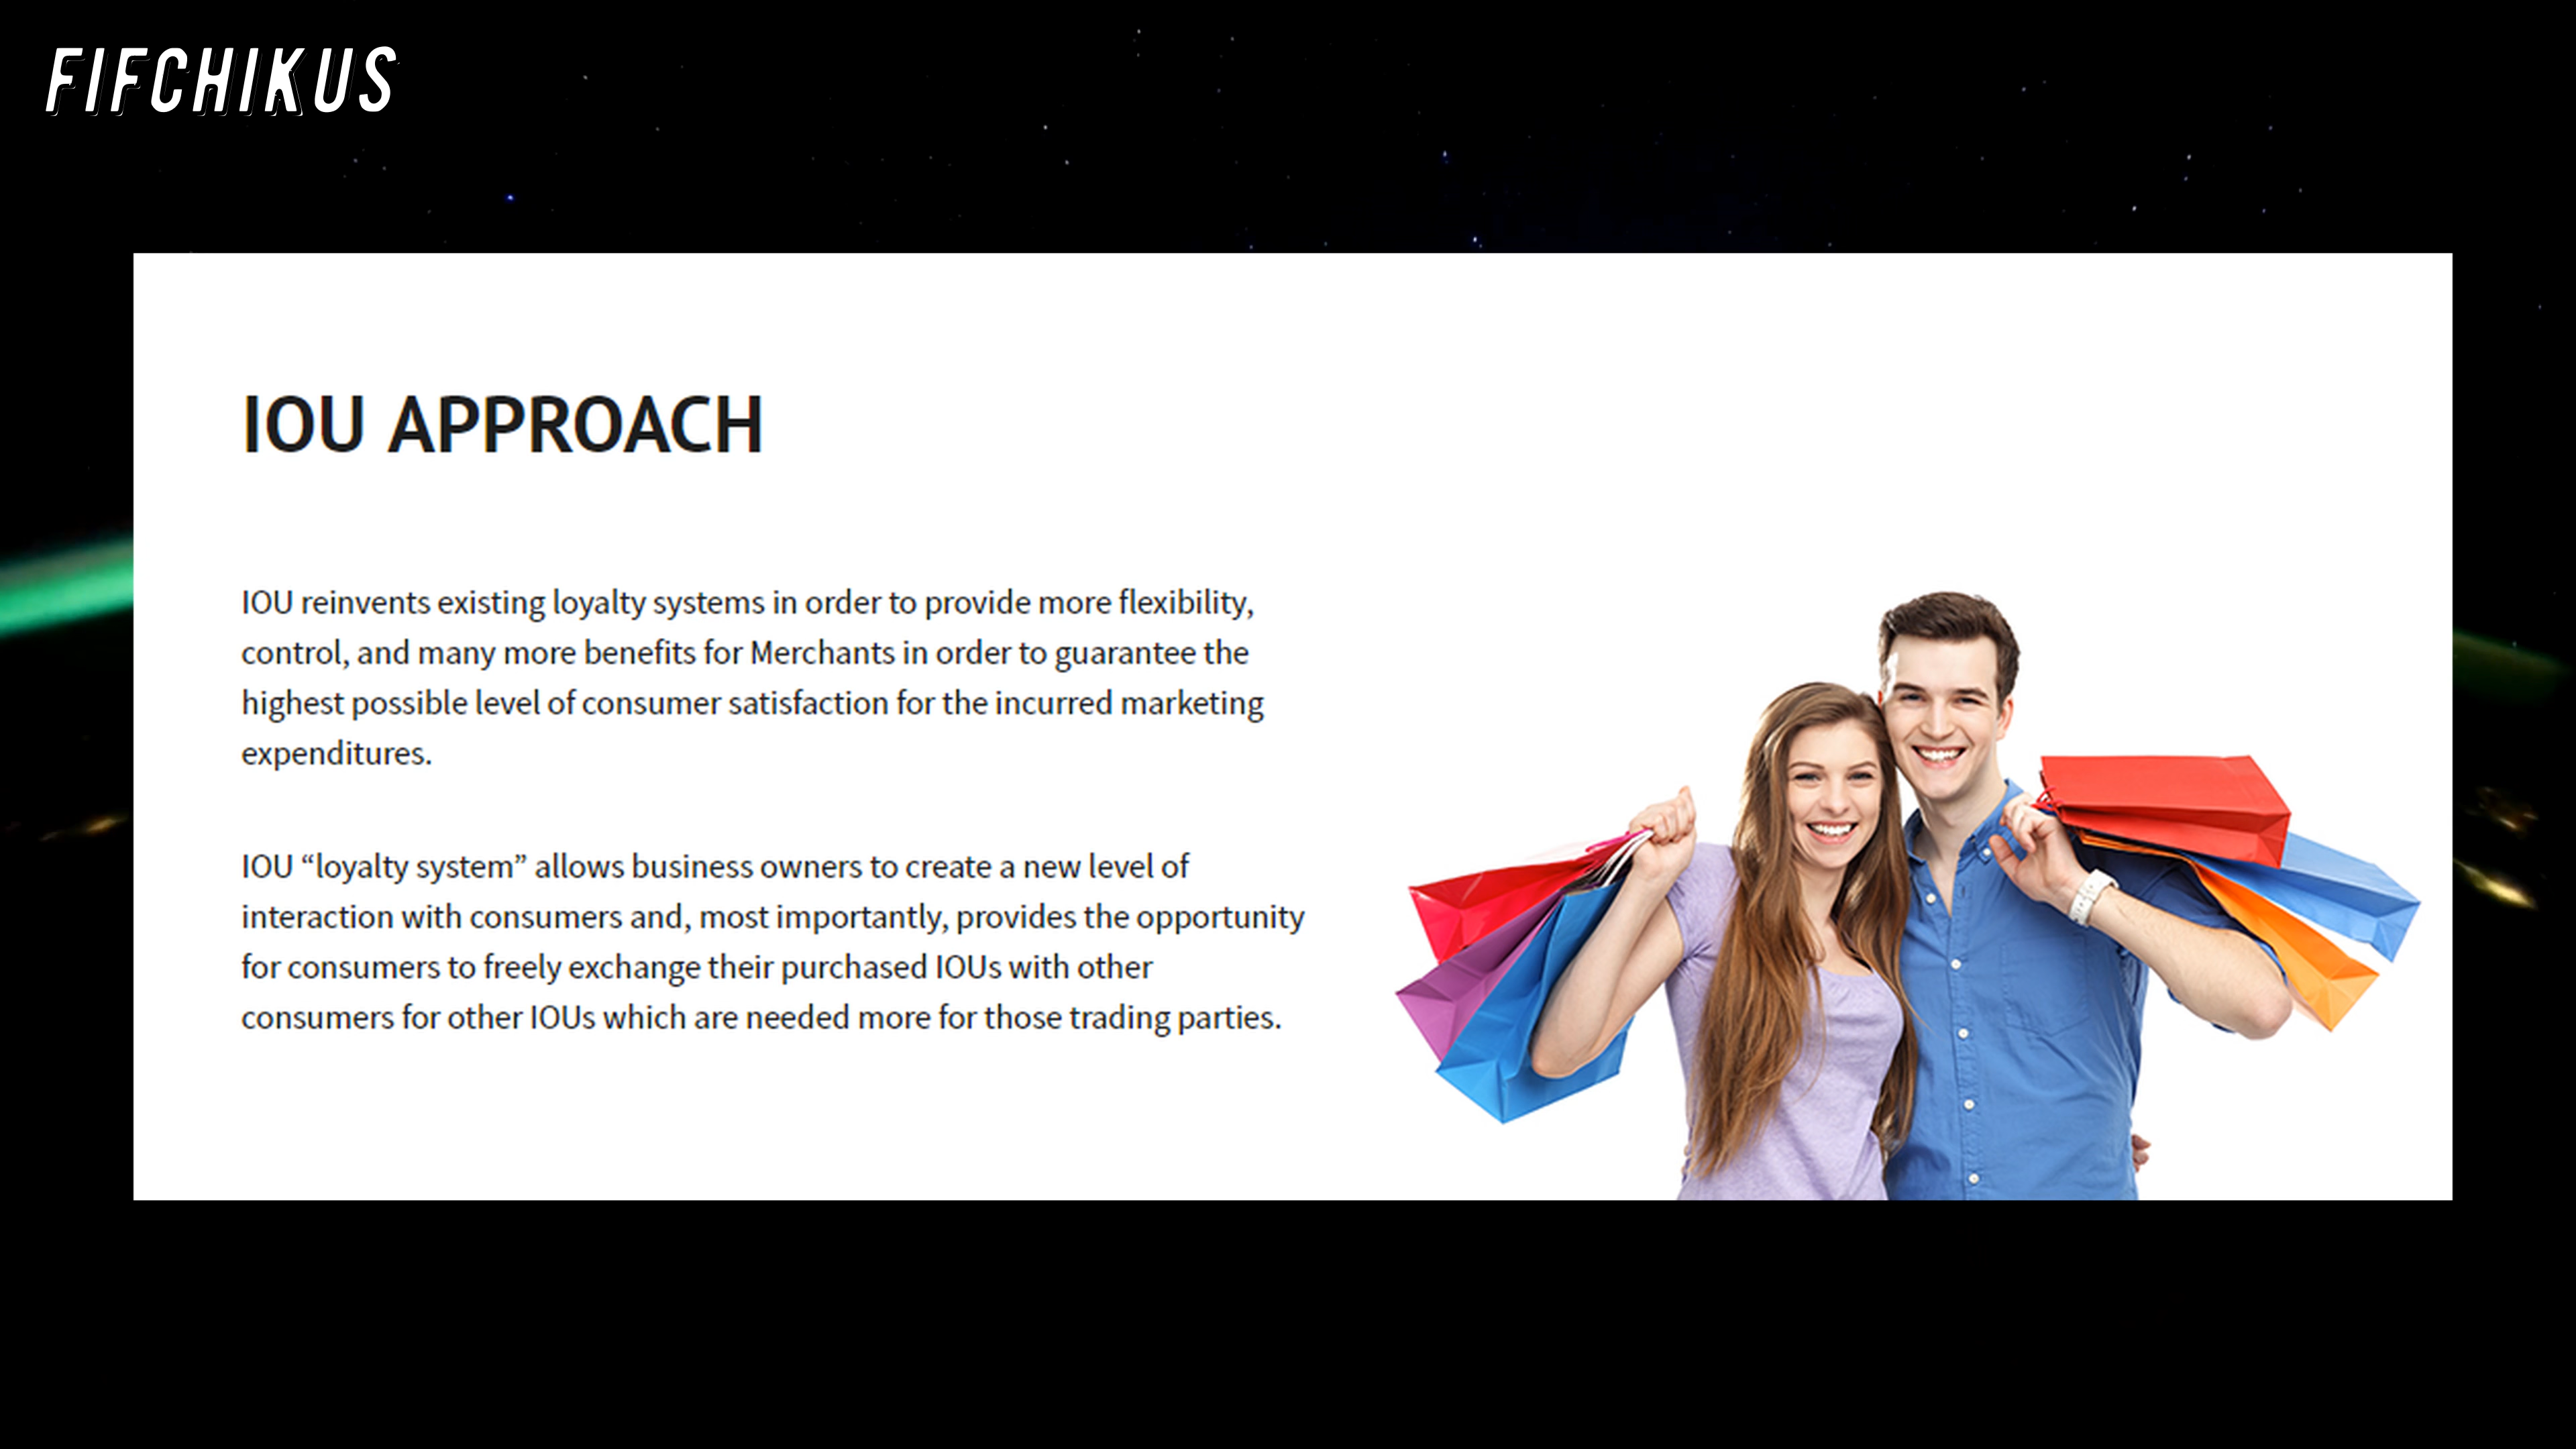 FIFCHIKUS
IOU APPROACH
IOU reinvents existing loyalty systems in order to provide more flexibility,
control, and many more benefits for Merchants in order to guarantee the
highest possible level of consumer satisfaction for the incurred marketing
expenditures.
IOU “loyalty system” allows business owners to create a new level of
interaction with consumers and, most importantly, provides the opportunity
for consumers to freely exchange their purchased IOUs with other
consumers for other IOUs which are needed more for those trading parties.